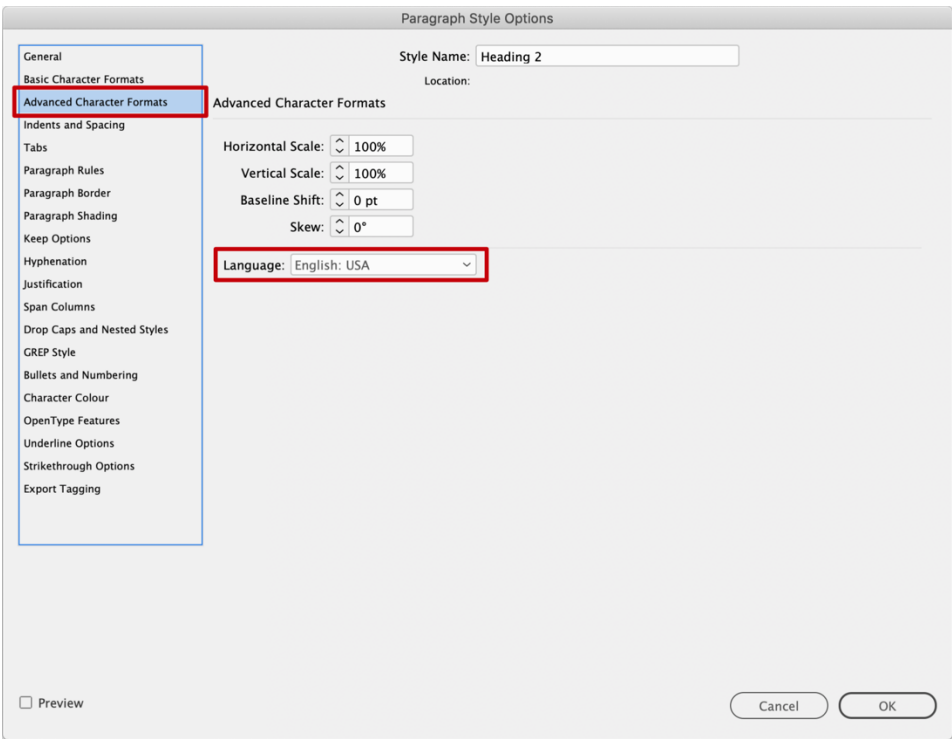 Paragraph Style Options
General
Basic Character Formats
Advanced Character Formats
Indents and Spacing
Tabs
Paragraph Rules
Paragraph Border
Paragraph Shading
Keep Options
Hyphenation
Justification
Span Columns
Drop Caps and Nested Styles
GREP Style
Bullets and Numbering
Character Colour
OpenType Features
Underline Options
Strikethrough Options
Export Tagging
Style Name: Heading 2
Location:
Advanced Character Formats
Horizontal Scale: 100%
Vertical Scale: 100%
Baseline Shift: 0 pt
Skew: 0°
Language: English: USA
Preview
Cancel
OK